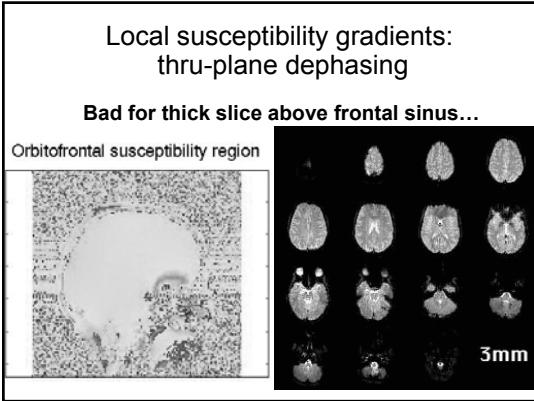 Local susceptibility gradients:
thru-plane dephasing
Bad for thick slice above frontal sinus…
Orbitofrontal susceptibility region
3mm